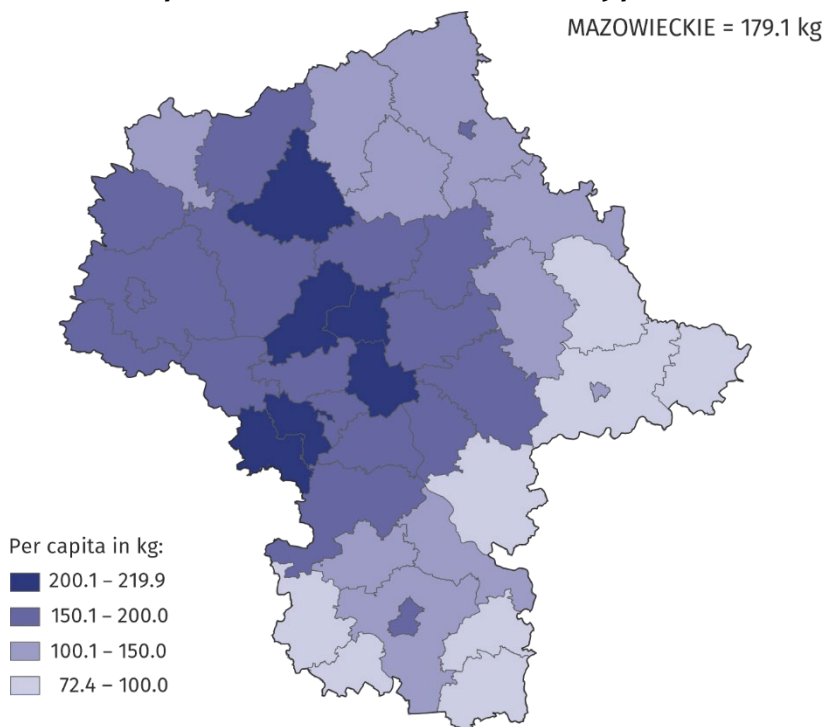 MAZOWIECKIE = 179.1 kg
Per capita in kg:
200.1 – 219.9
150.1 – 200.0
100.1 – 150.0
72.4 – 100.0